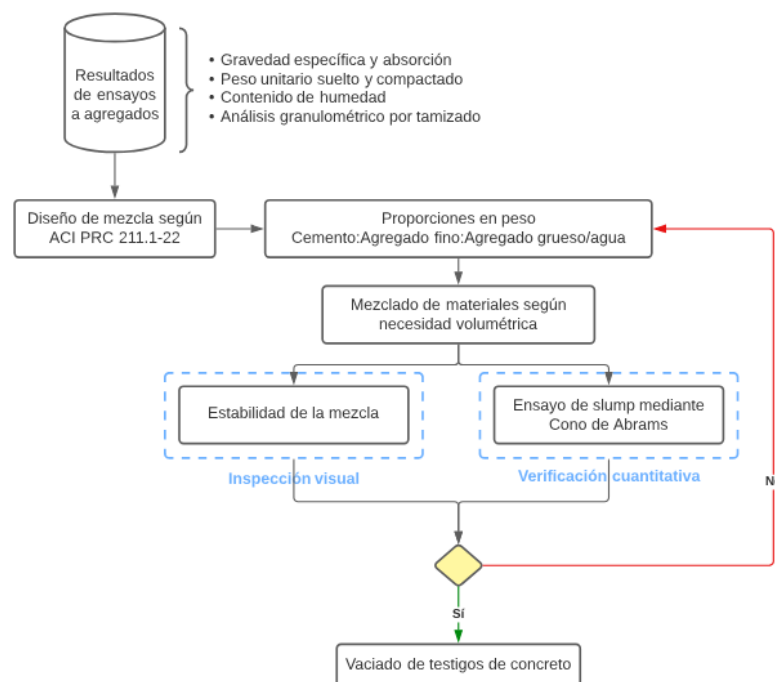 Resultados
de ensayos
a agregados
• Gravedad específica y absorción
• Peso unitario suelto y compactado
• Contenido de humedad
• Análisis granulométrico por tamizado
Diseño de mezcla según
ACI PRC 211.1-22
Proporciones en peso
Cemento:Agregado fino:Agregado grueso/agua
Mezclado de materiales según
necesidad volumétrica
Estabilidad de la mezcla
Ensayo de slump mediante
Cono de Abrams
Inspección visual
Verificación cuantitativa
Sí
Vaciado de testigos de concreto